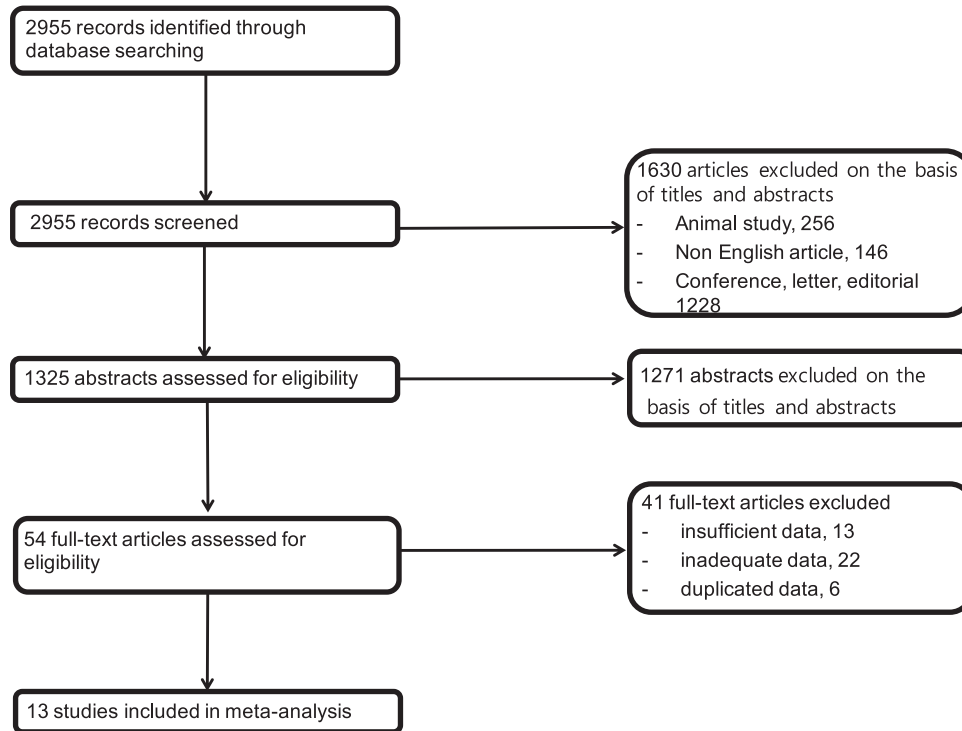 2955 records identified through
database searching
2955 records screened
1630 articles excluded on the basis
of titles and abstracts
- Animal study, 256
- Non English article, 146
- Conference, letter, editorial
1228
1325 abstracts assessed for eligibility
1271 abstracts excluded on the
basis of titles and abstracts
54 full-text articles assessed for
eligibility
41 full-text articles excluded
- insufficient data, 13
- inadequate data, 22
- duplicated data, 6
13 studies included in meta-analysis